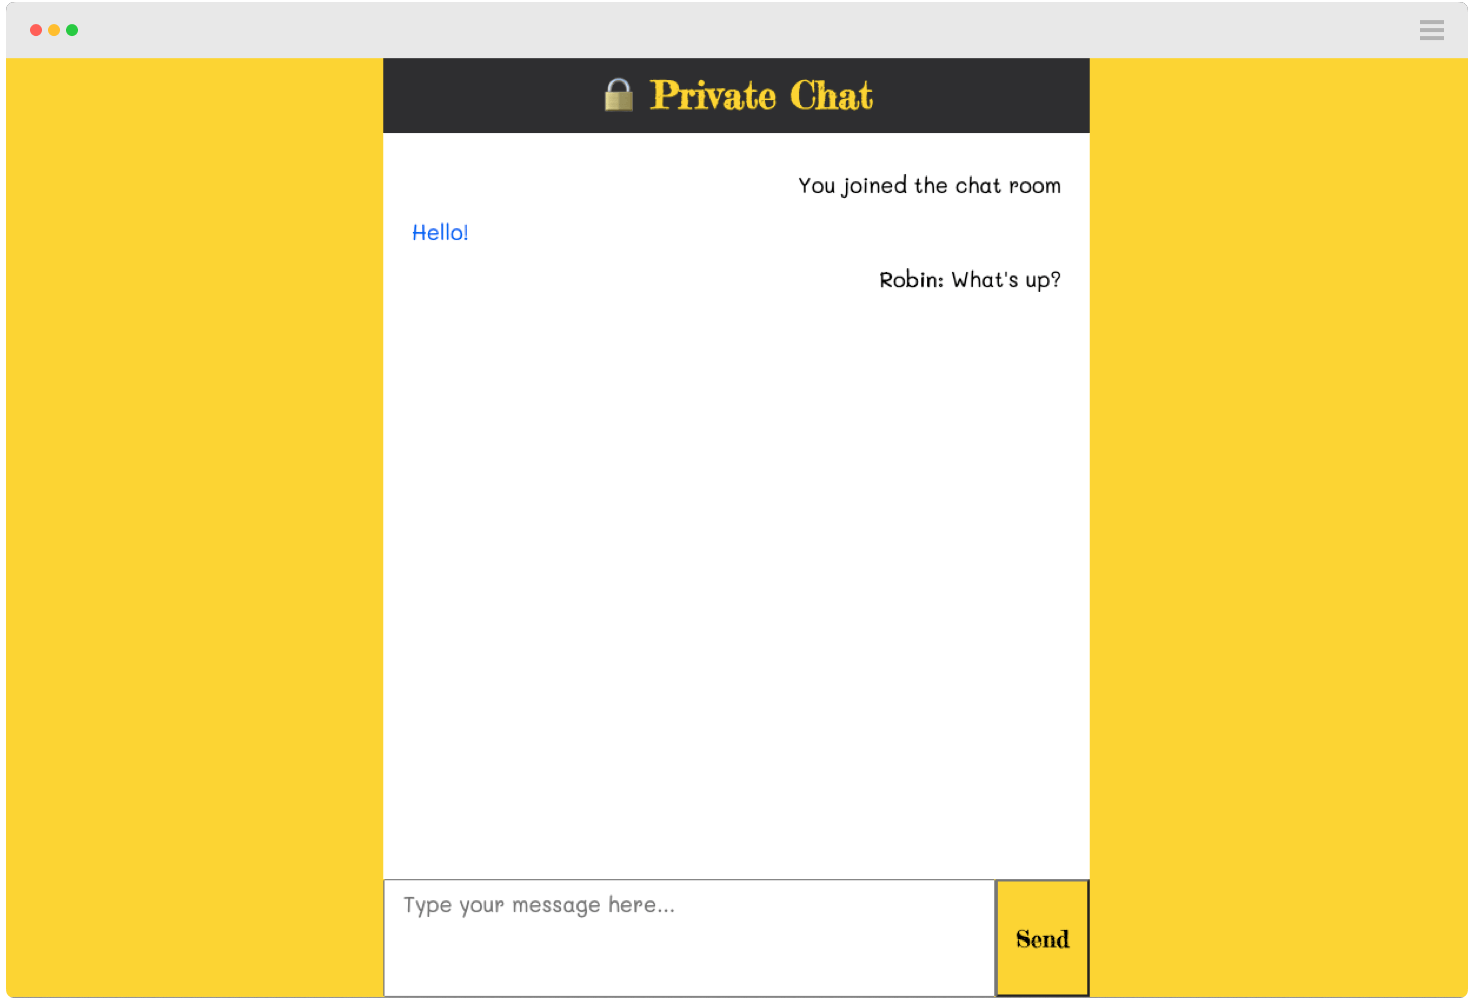 🔒 Private Chat
You joined the chat room
Hello!
Robin: What's up?
Type your message here...
Send